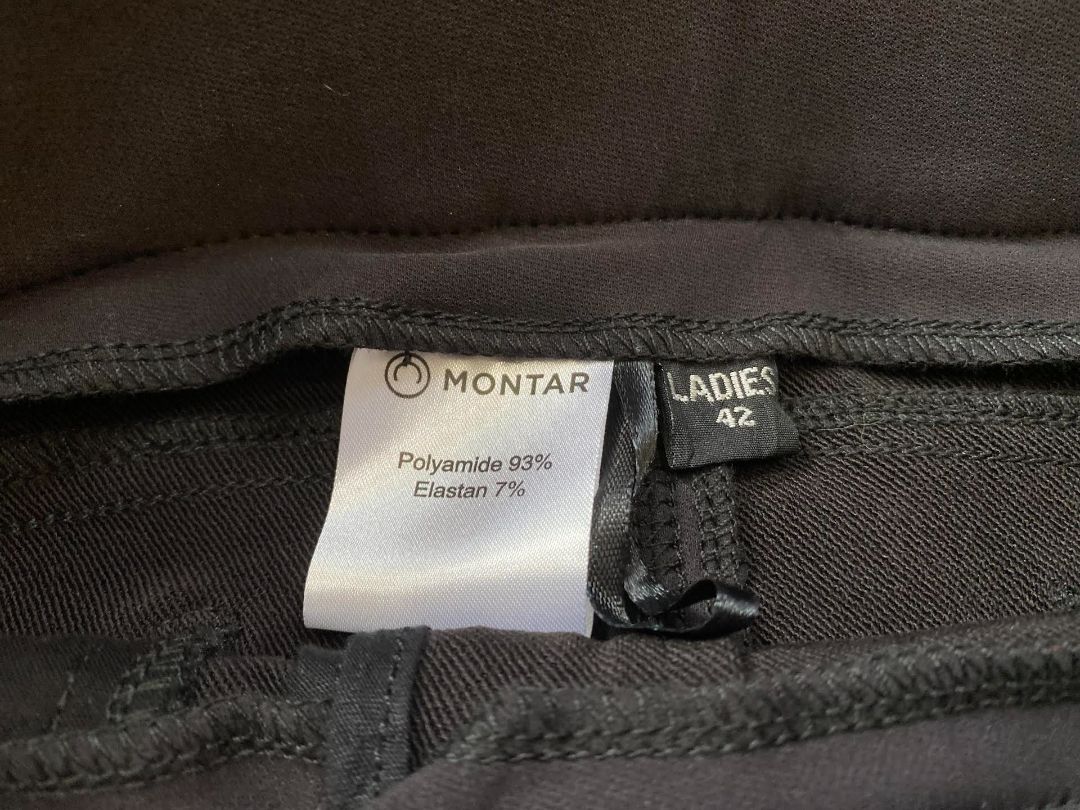 MONTAR
Polyamide 93%
Elastan 7%
LADIES
42